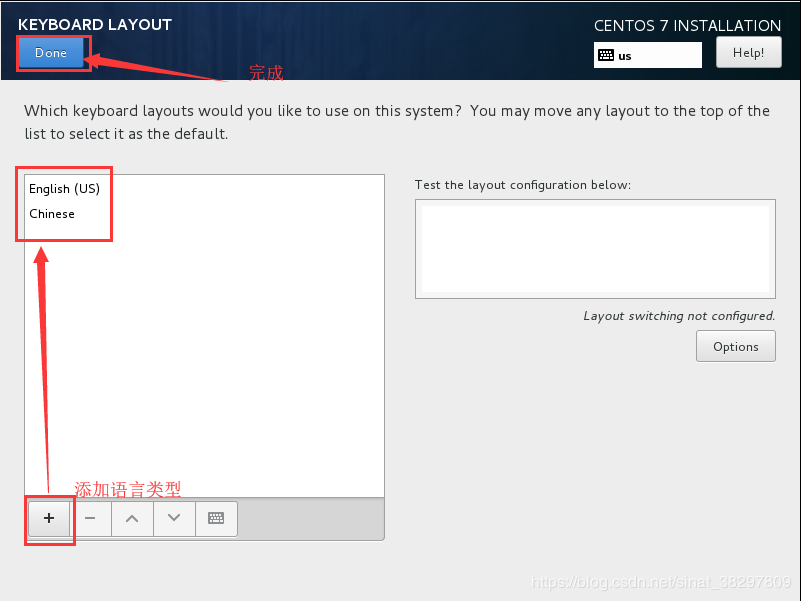 KEYBOARD LAYOUT
CENTOS 7 INSTALLATION
Done
us
Help!
完成
Which keyboard layouts would you like to use on this system? You may move any layout to the top of the
list to select it as the default.
English (US)
Chinese
Test the layout configuration below:
Layout switching not configured.
Options
添加语言类型
https://blog.csdn.net/sinat_38297809